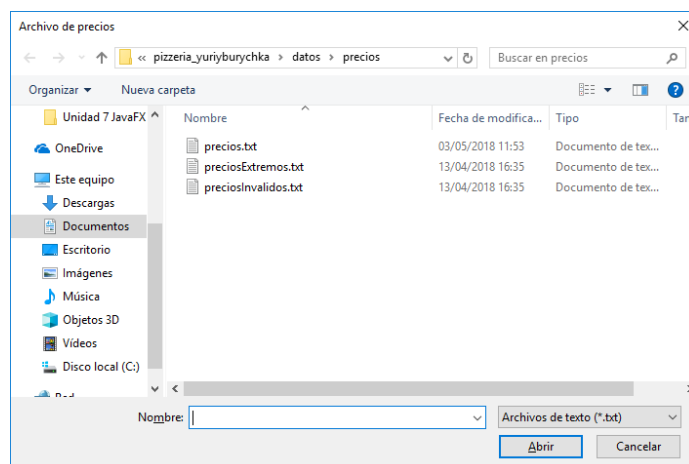 Archivo de precios
« pizzeria_yuriyburychka > datos > precios
Buscar en precios
Organizar
Nueva carpeta
Unidad 7 JavaFX
OneDrive
Este equipo
Descargas
Documentos
Escritorio
Imágenes
Música
Objetos 3D
Vídeos
Disco local (C:)
Nombre Fecha de modifica... Tipo
precios.txt 03/05/2018 11:53 Documento de tex...
preciosExtremos.txt 13/04/2018 16:35 Documento de tex...
preciosInvalidos.txt 13/04/2018 16:35 Documento de tex...
Nombre:
Archivos de texto (*.txt)
Abrir
Cancelar